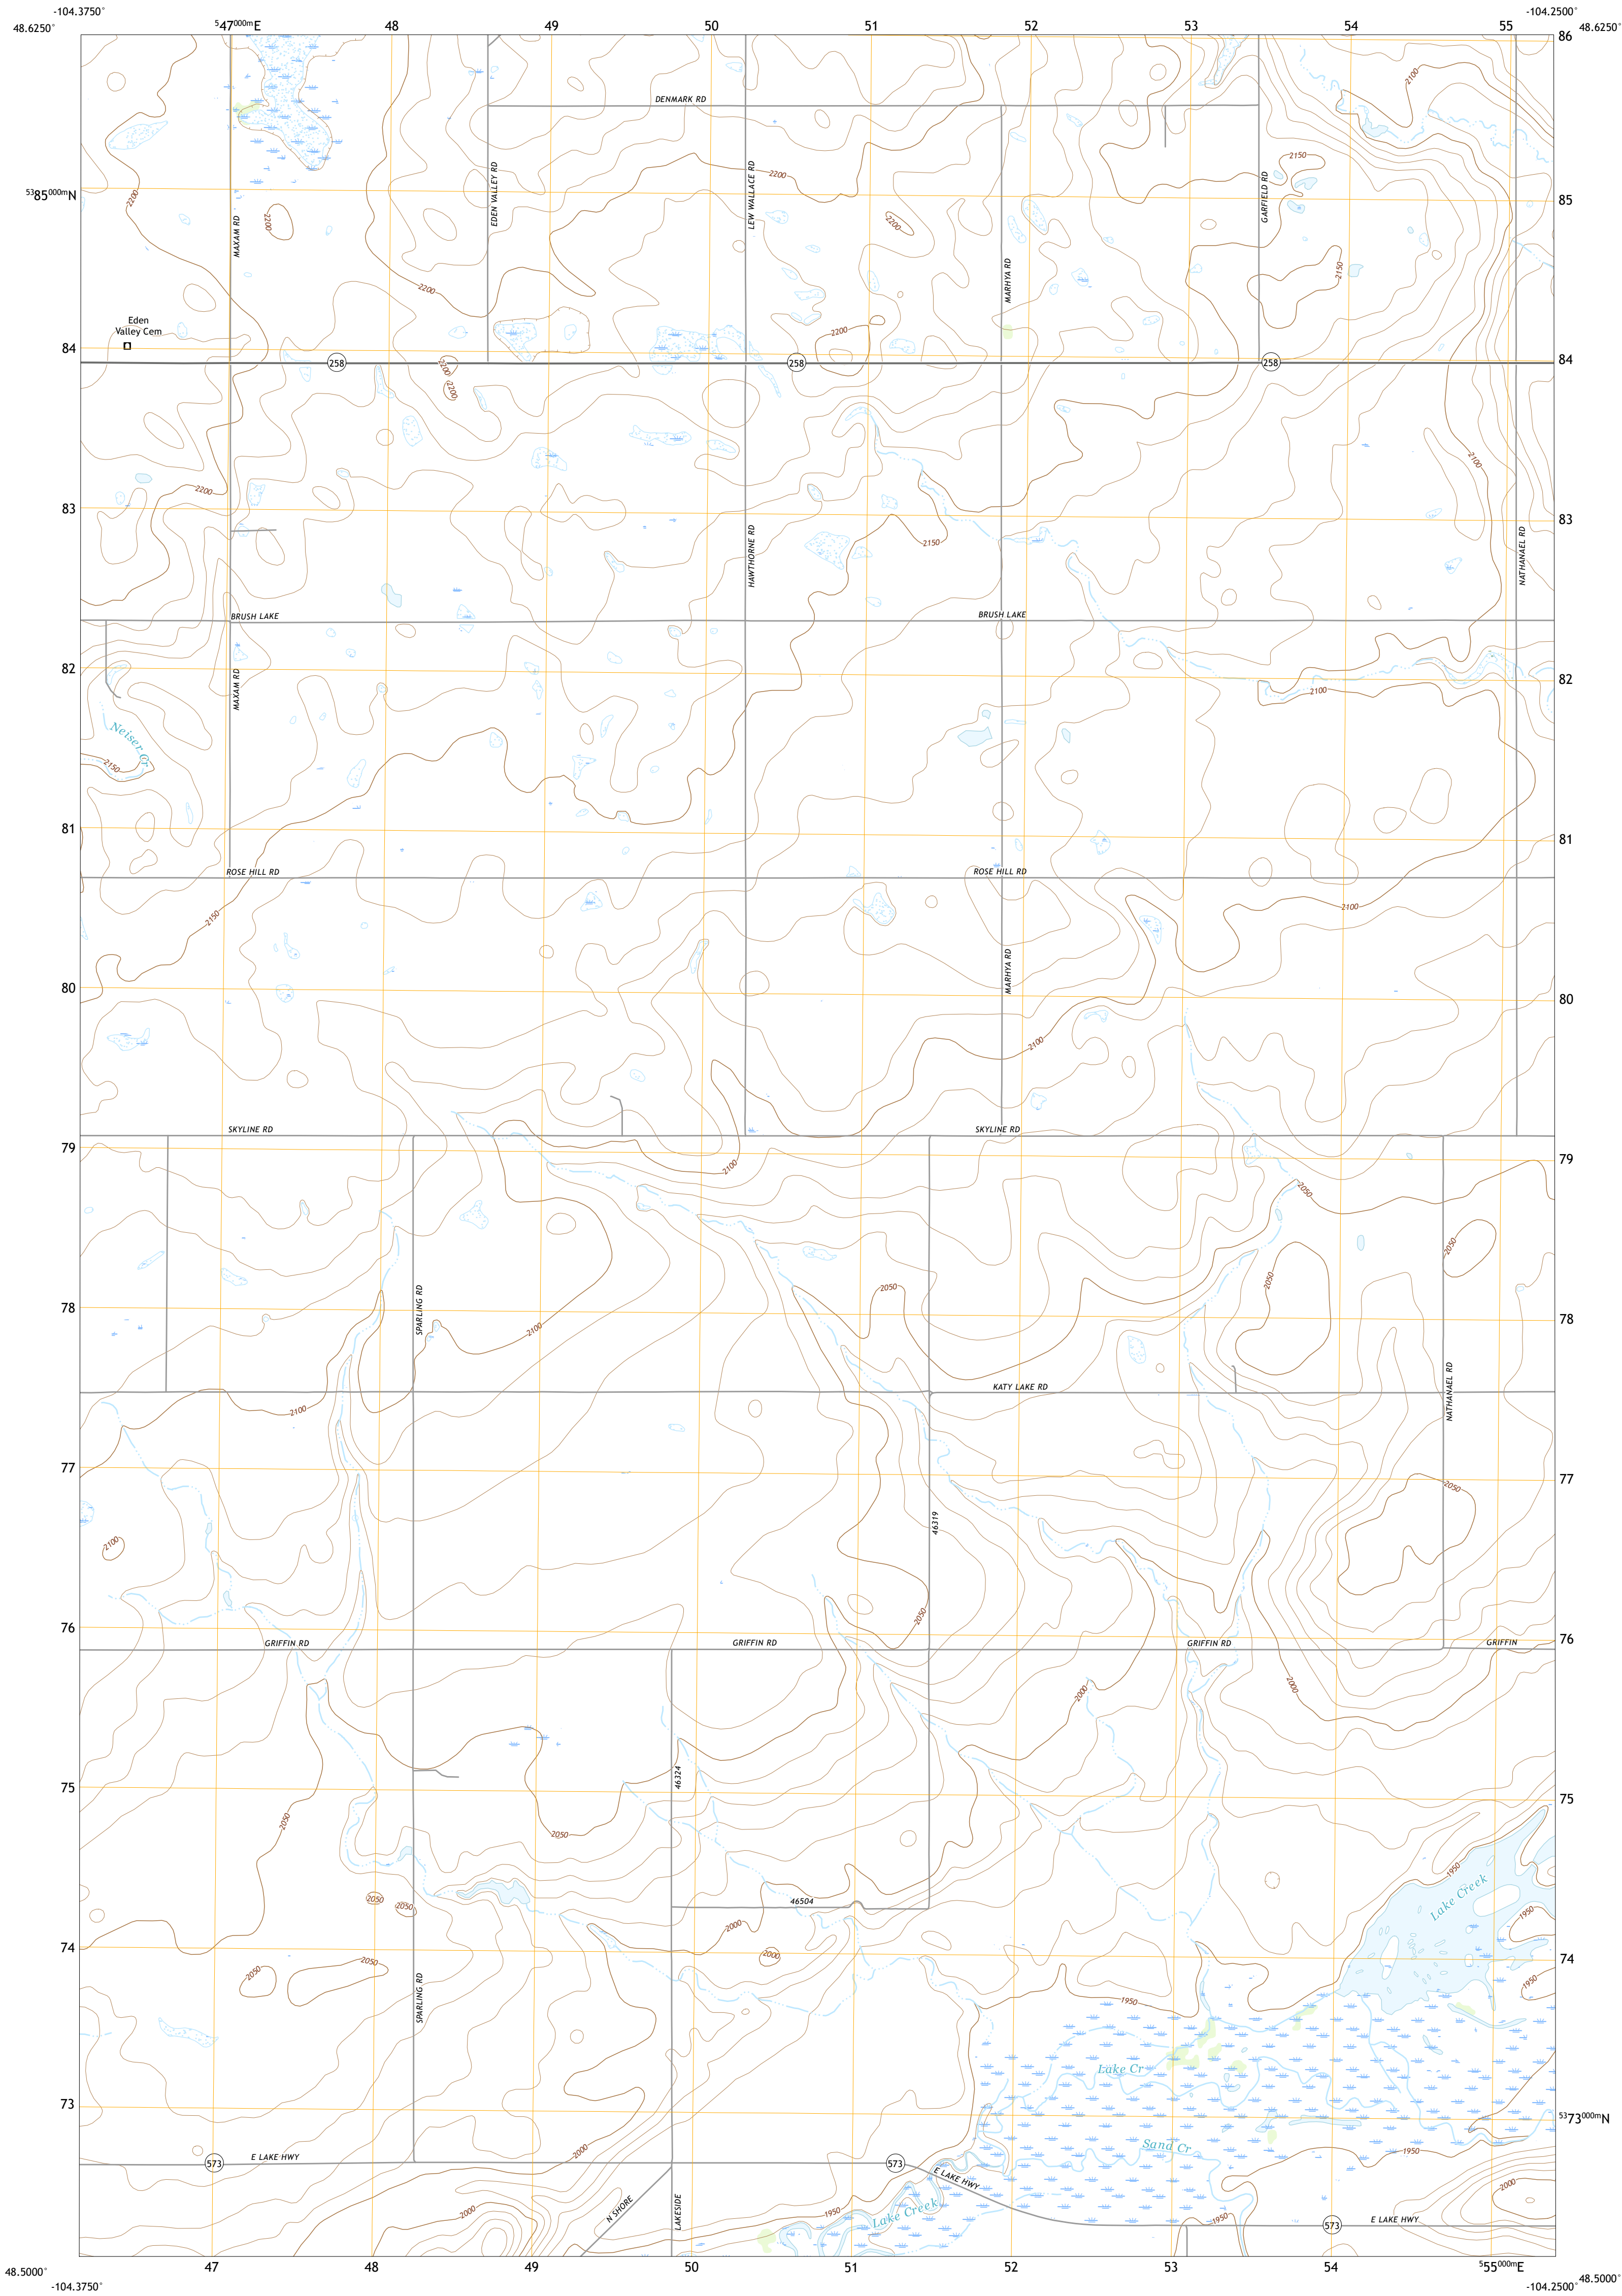 -104.3750°
-104.2500°
48.6250°
547000mE
48
49
50
51
52
53
54
55
48.6250°
86
2100
DENMARK RD
2150
2200
EDEN VALLEY RD
LEW WALLACE RD
GARFIELD RD
5385000mN
2200
85
MAXAM RD
2200
2200
MARHYA RD
2150
2200
Eden
Valley Cem
2200
84
84
258
258
258
2200
2200
2100
2200
83
83
HAWTHORNE RD
2150
NATHANAEL RD
BRUSH LAKE
BRUSH LAKE
82
82
MAXAM RD
2100
Neiser Cr
2150
81
81
ROSE HILL RD
ROSE HILL RD
2150
2100
MARHYA RD
80
80
2100
SKYLINE RD
SKYLINE RD
79
79
2100
2050
2050
2050
2050
78
78
SPARLING RD
2100
KATY LAKE RD
NATHANAEL RD
2100
77
77
2050
46319
2100
2050
76
76
GRIFFIN RD
GRIFFIN RD
GRIFFIN RD
GRIFFIN
2000
2000
46324
75
75
2050
2050
1950
2050
2050
46504
Lake Creek
1950
2000
2000
74
74
2050
2050
1950
1950
SPARLING RD
Lake Cr
73
5373000mN
Sand Cr
2000
1950
573
E LAKE HWY
573
E LAKE HWY
2000
2000
N SHORE
LAKESIDE
1950
Lake Creek
1950
573
E LAKE HWY
48.5000°
47
48
49
50
51
52
53
54
555000mE
48.5000°
-104.3750°
-104.2500°